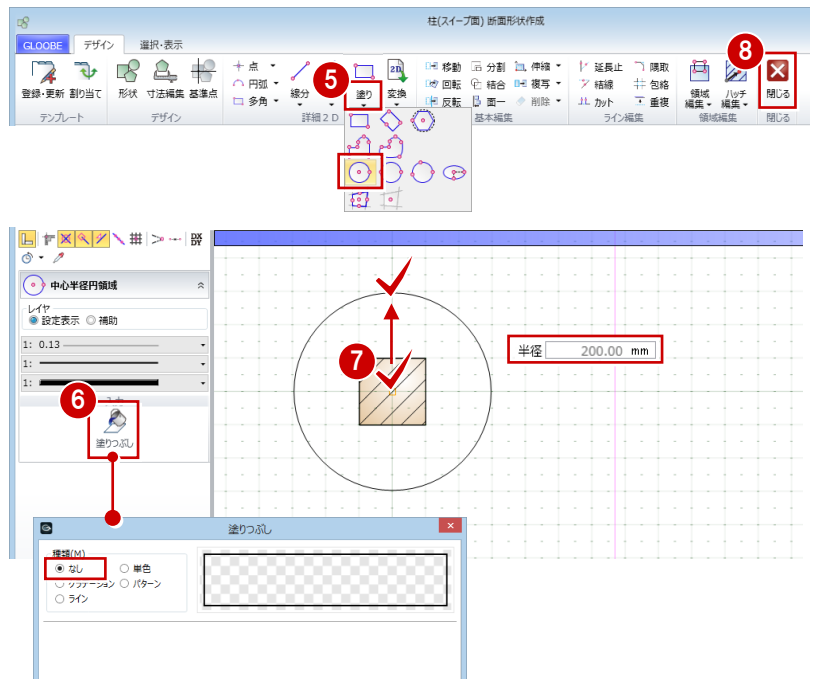 柱(スイープ面) 断面形状作成
GLOOBE デザイン 選択・表示
8
5
点 移動 分割 伸縮 延長止 隅取
円弧 回転 結合 複写 結線 包絡
多角 反転 面一 削除 カット 重複
登録・更新 割り当て 形状 寸法編集 基準点 線分 塗り 変換 領域編集 ハッチ編集 閉じる
テンプレート デザイン 詳細2D 基本編集 ライン編集 領域編集 閉じる
中心半径円領域
レイヤ
設定表示 補助
1: 0.13
1:
1:
6
塗りつぶし
7
半径 200.00 mm
塗りつぶし
種類(M)
なし 単色
グラデーション パターン
ライン